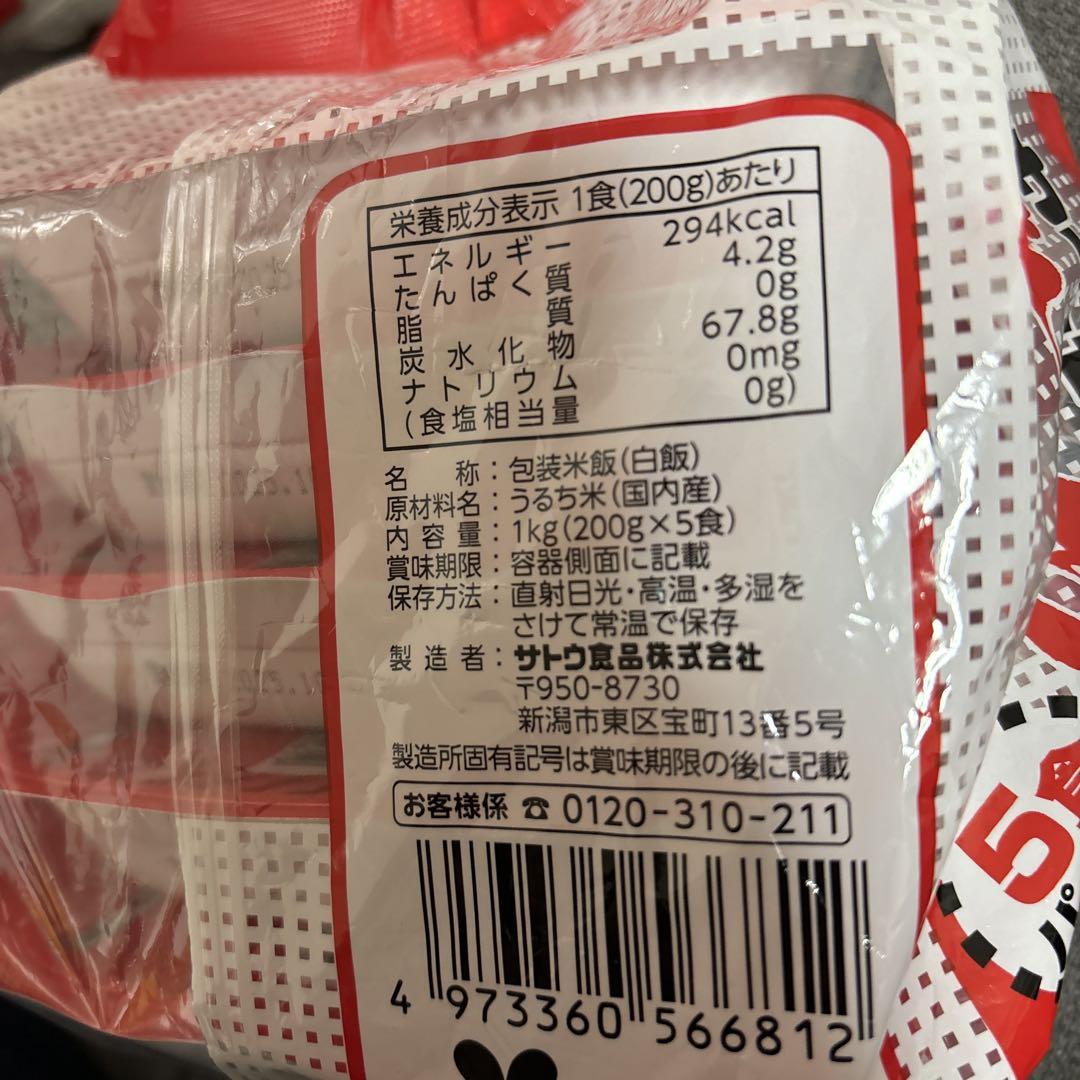 栄養成分表示 1食(200g)あたり
エネルギー 294kcal
たんぱく質 4.2g
脂質 0g
炭水化物 67.8g
ナトリウム 0mg
(食塩相当量 0g)
名称:包装米飯(白飯)
原材料名:うるち米(国内産)
内容量:1kg(200g×5食)
賞味期限:容器側面に記載
保存方法:直射日光・高温・多湿を
さけて常温で保存
製造者:サトウ食品株式会社
〒950-8730
新潟市東区宝町13番5号
製造所固有記号は賞味期限の後に記載
お客様係 ☎ 0120-310-211
4 973360 566812
5食
パ